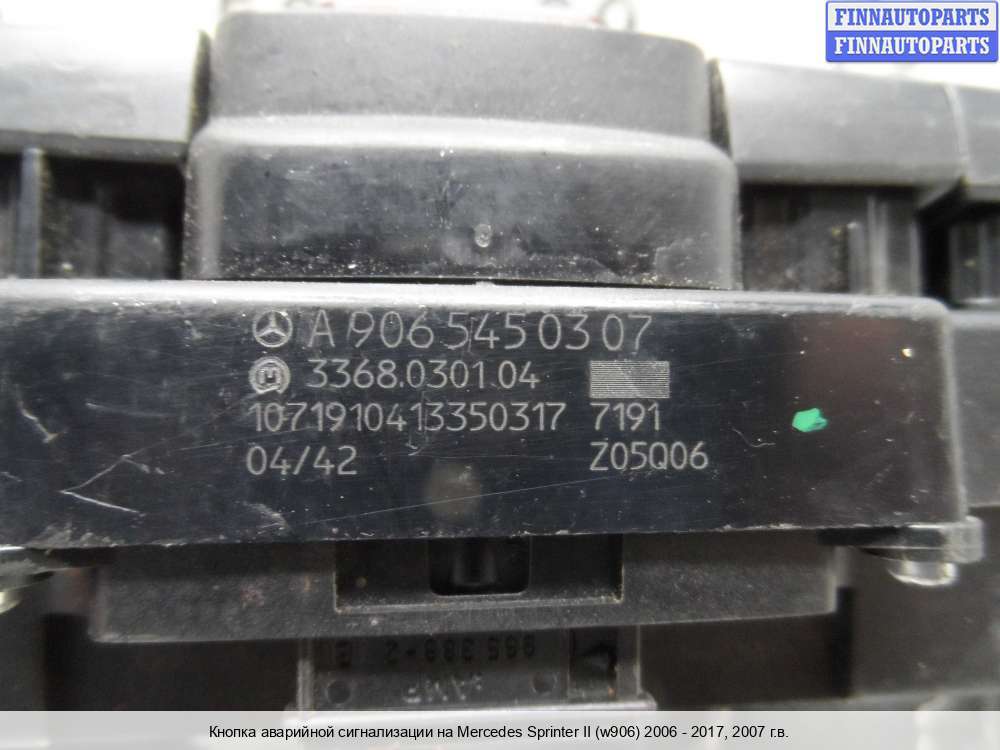 FINNAUTOPARTS
FINNAUTOPARTS
A 906 545 03 07
3368.0301.04
1071910413350317 7191
04/42 Z05Q06
Кнопка аварийной сигнализации на Mercedes Sprinter II (w906) 2006 - 2017, 2007 г.в.